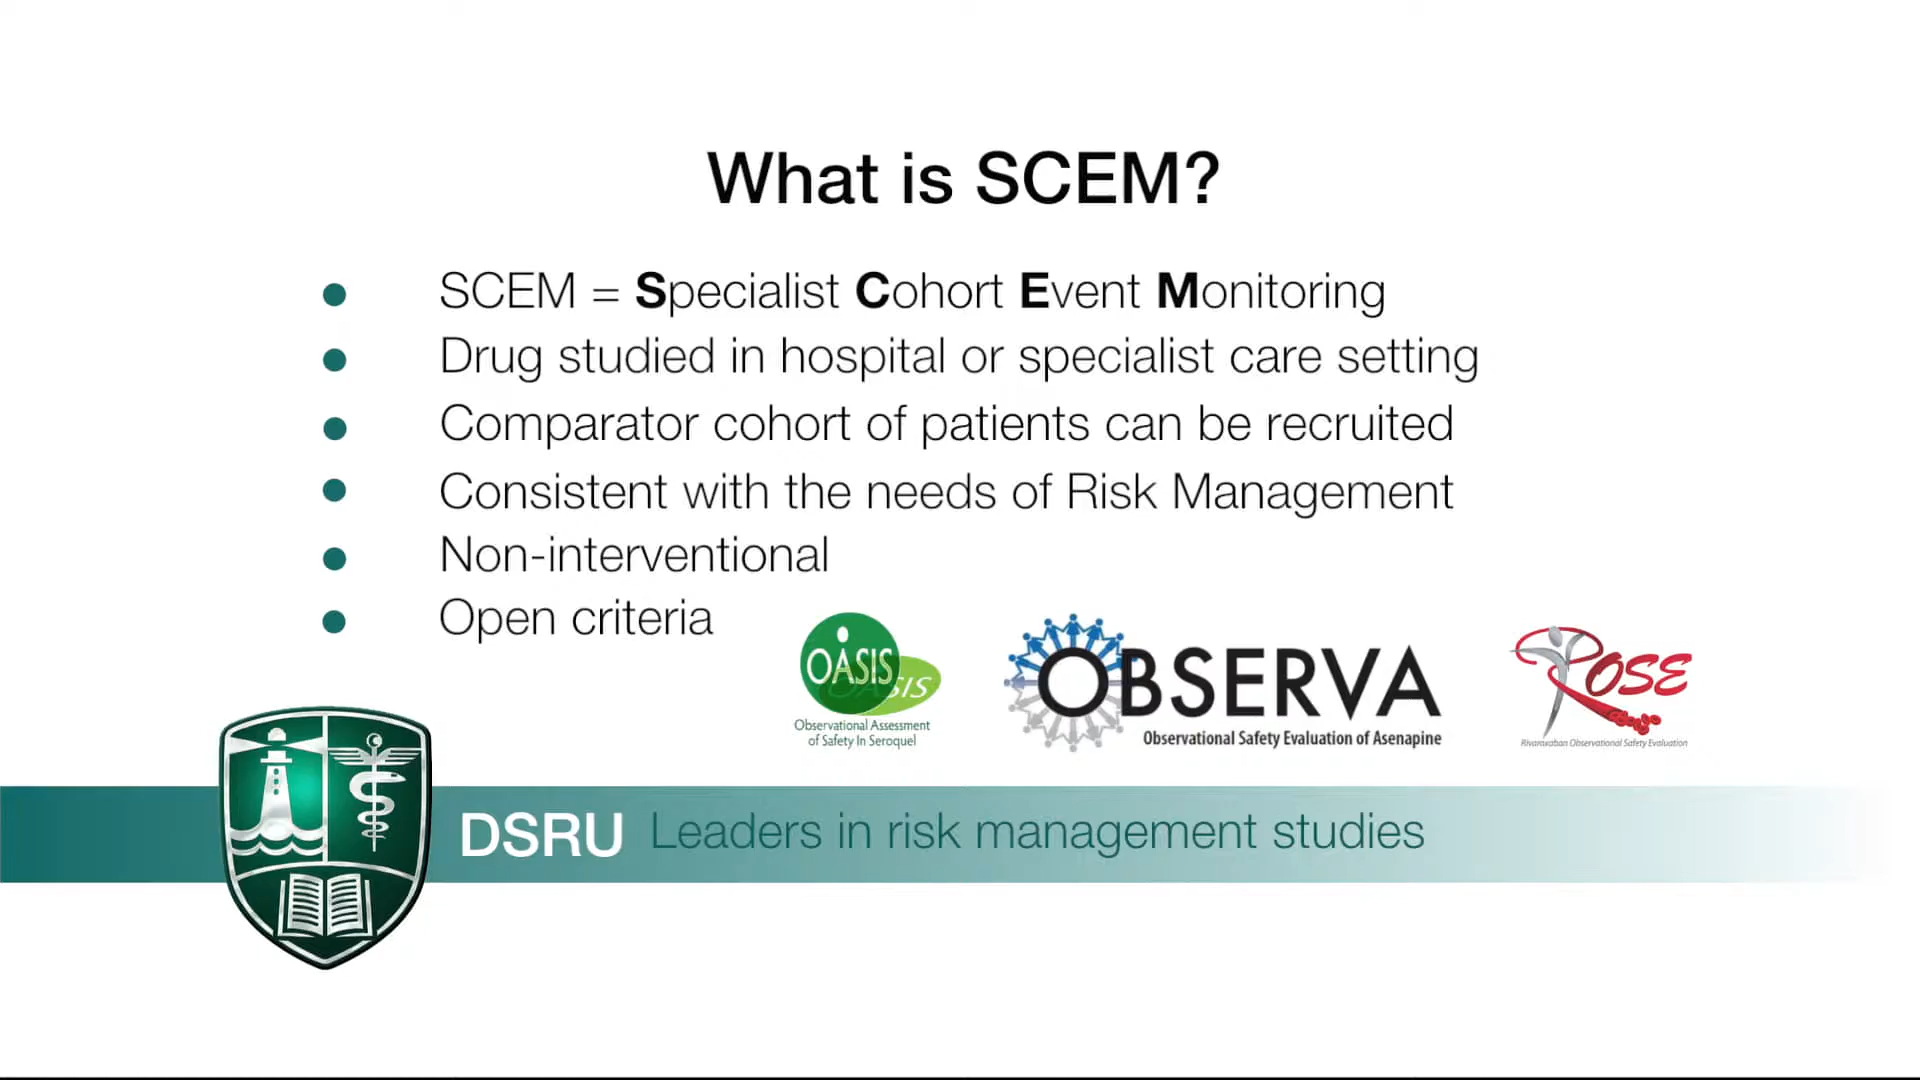 What is SCEM?
SCEM = Specialist Cohort Event Monitoring
Drug studied in hospital or specialist care setting
Comparator cohort of patients can be recruited
Consistent with the needs of Risk Management
Non-interventional
Open criteria
OASIS
OASIS
Observational Assessment
of Safety In Seroquel
OBSERVA
Observational Safety Evaluation of Asenapine
ROSE
Rivaroxaban Observational Safety Evaluation
DSRU Leaders in risk management studies